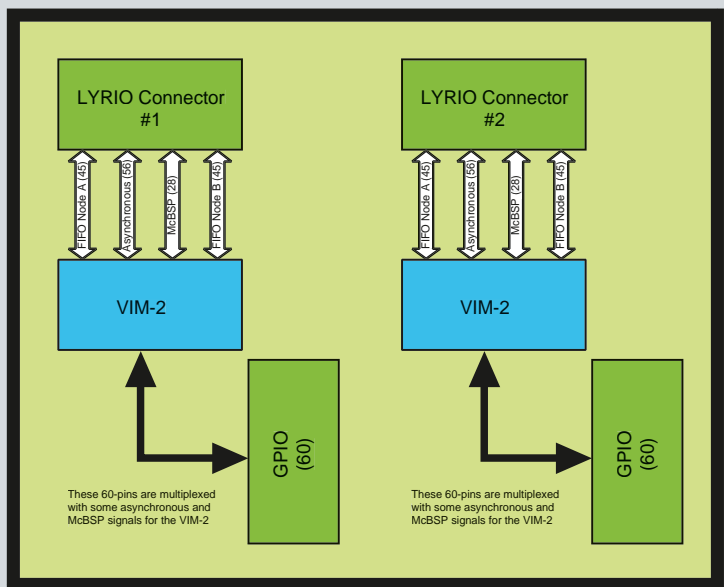 LYRIO Connector
#1
FIFO Node A (45)
Asynchronous (56)
McBSP (28)
FIFO Node B (45)
VIM-2
GPIO
(60)
These 60-pins are multiplexed
with some asynchronous and
McBSP signals for the VIM-2
LYRIO Connector
#2
FIFO Node A (45)
Asynchronous (56)
McBSP (28)
FIFO Node B (45)
VIM-2
GPIO
(60)
These 60-pins are multiplexed
with some asynchronous and
McBSP signals for the VIM-2